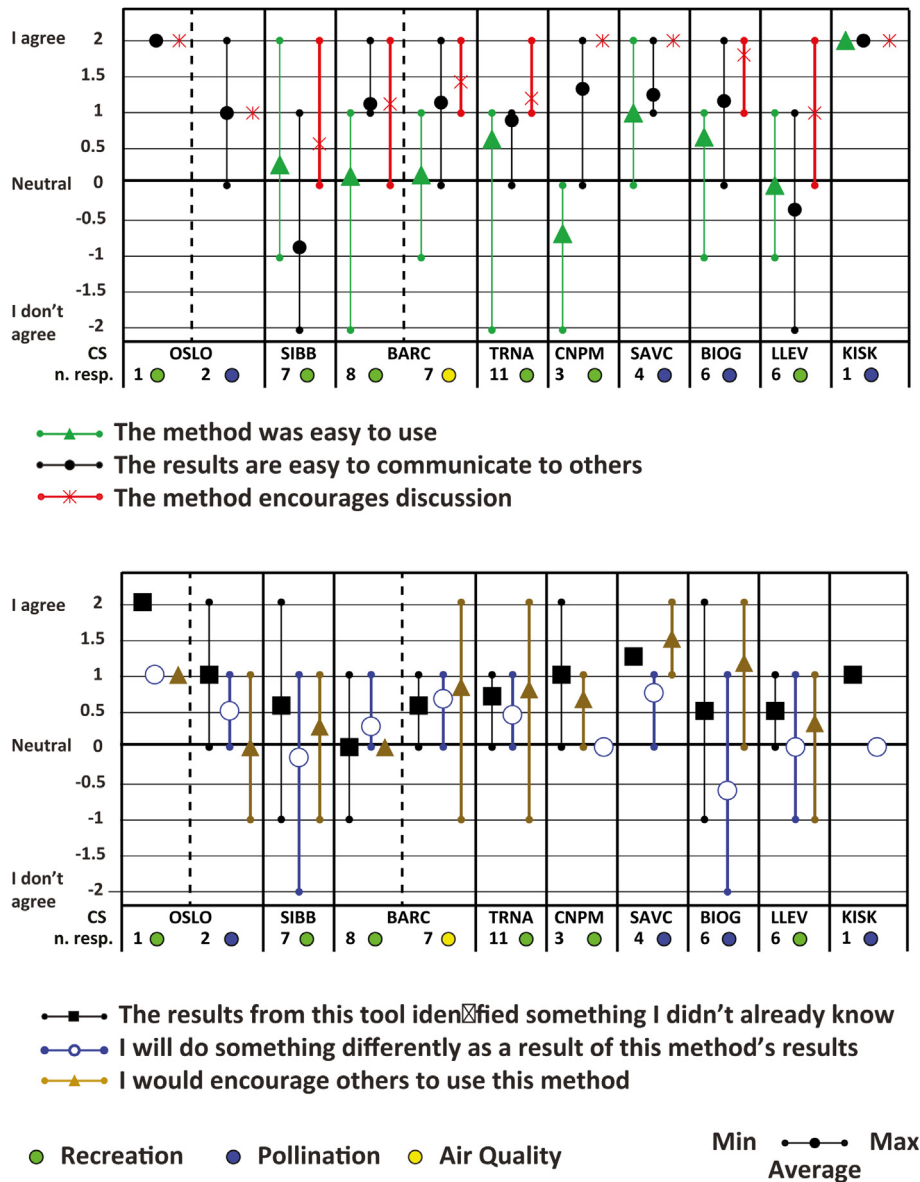 I agree
2
1.5
1
0.5
Neutral 0
-0.5
-1
-1.5
I don't
agree
-2
CS OSLO SIBB BARC TRNA CNPM SAVC BIOG LLEV KISK
n. resp. 1 2 7 8 7 11 3 4 6 6 1
The method was easy to use
The results are easy to communicate to others
The method encourages discussion
I agree 2
1.5
1
0.5
Neutral 0
-0.5
-1
-1.5
I don't
agree
-2
CS OSLO SIBB BARC TRNA CNPM SAVC BIOG LLEV KISK
n. resp. 1 2 7 8 7 11 3 4 6 6 1
The results from this tool iden☒fied something I didn't already know
I will do something differently as a result of this method's results
I would encourage others to use this method
Recreation Pollination Air Quality Min Max
Average